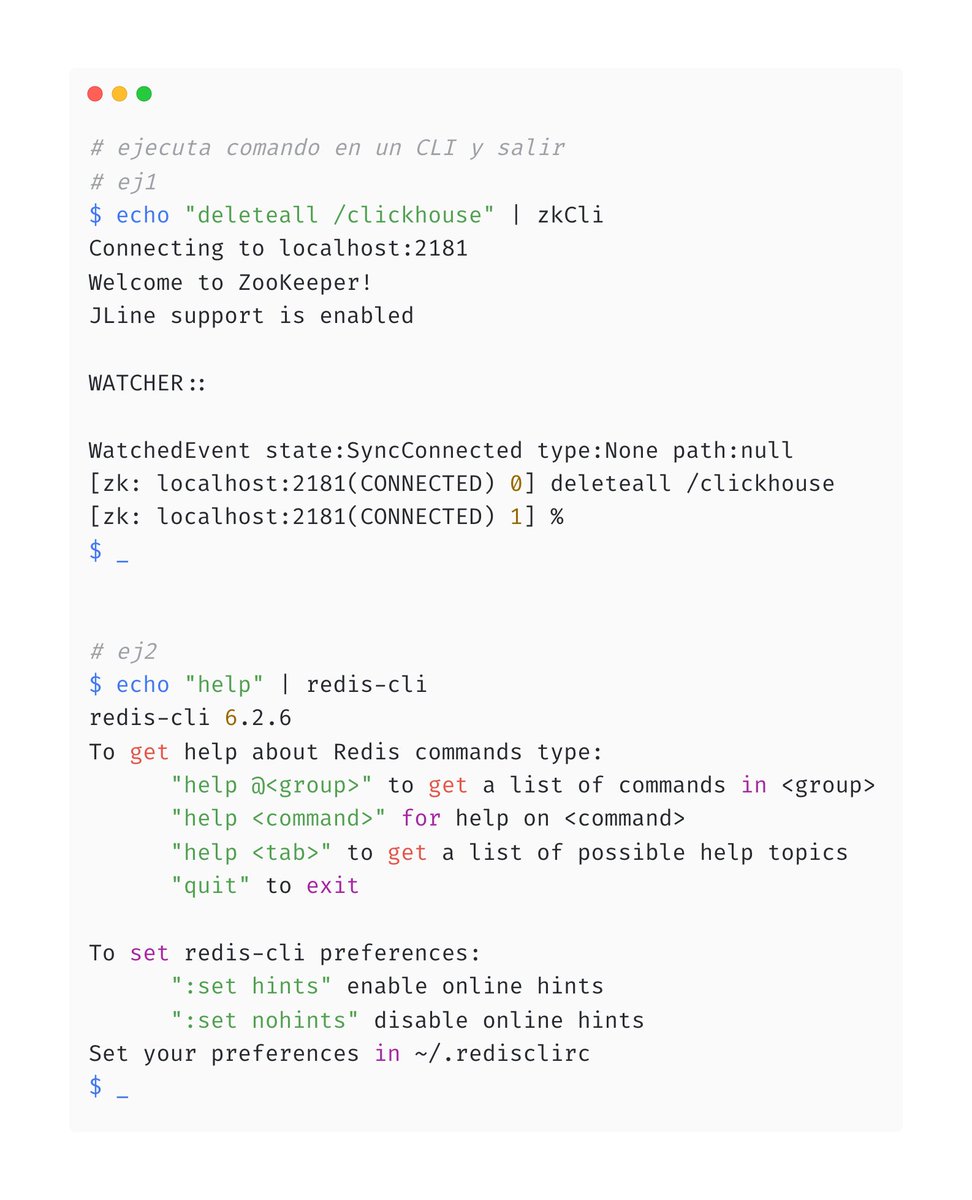 # ejecuta comando en un CLI y salir
# ej1
$ echo "deleteall /clickhouse" | zkCli
Connecting to localhost:2181
Welcome to ZooKeeper!
JLine support is enabled
WATCHER::
WatchedEvent state:SyncConnected type:None path:null
[zk: localhost:2181(CONNECTED) 0] deleteall /clickhouse
[zk: localhost:2181(CONNECTED) 1] %
$ _
# ej2
$ echo "help" | redis-cli
redis-cli 6.2.6
To get help about Redis commands type:
"help @<group>" to get a list of commands in <group>
"help <command>" for help on <command>
"help <tab>" to get a list of possible help topics
"quit" to exit
To set redis-cli preferences:
":set hints" enable online hints
":set nohints" disable online hints
Set your preferences in ~/.redisclirc
$ _